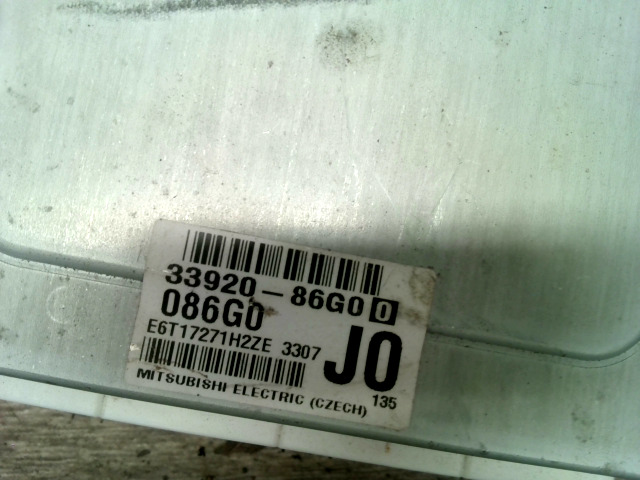 33920-86G0 0
086G0
E6T17271H2ZE 3307
J0
MITSUBISHI ELECTRIC (CZECH) 135